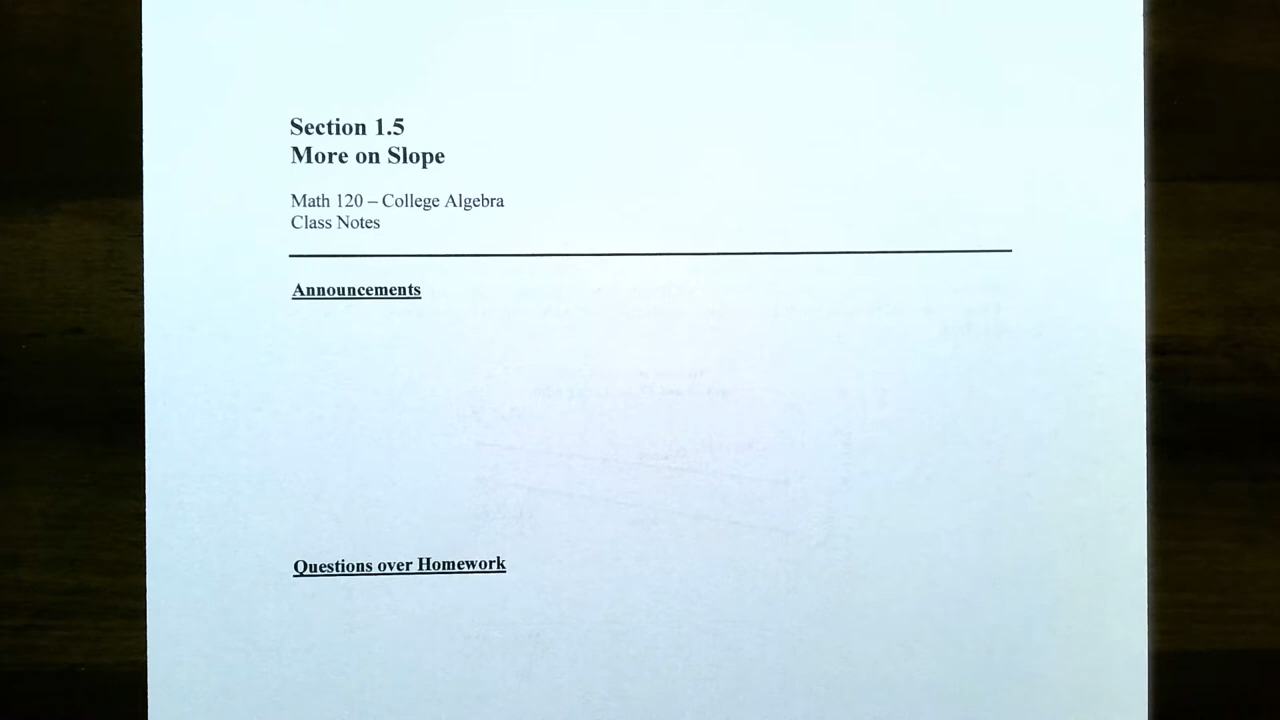 Section 1.5
More on Slope
Math 120 – College Algebra
Class Notes
Announcements
Questions over Homework